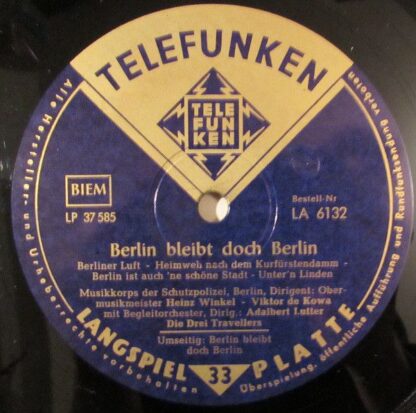 TELEFUNKEN
TELE
FUN
KEN
BIEM
LP 37 585
Bestell-Nr
LA 6132
Berlin bleibt doch Berlin
Berliner Luft - Heimweh nach dem Kurfürstendamm -
Berlin ist auch 'ne schöne Stadt - Unter'n Linden
Musikkorps der Schutzpolizei, Berlin, Dirigent: Ober-
musikmeister Heinz Winkel - Viktor de Kowa
mit Begleitorchester, Dirig.: Adalbert Lutter
Die Drei Travellers
Umseitig: Berlin bleibt
doch Berlin
LANGSPIEL 33 PLATTE
Alle Hersteller- und Urheberrechte vorbehalten
Überspielung, öffentliche Aufführung und Rundfunksendung verboten